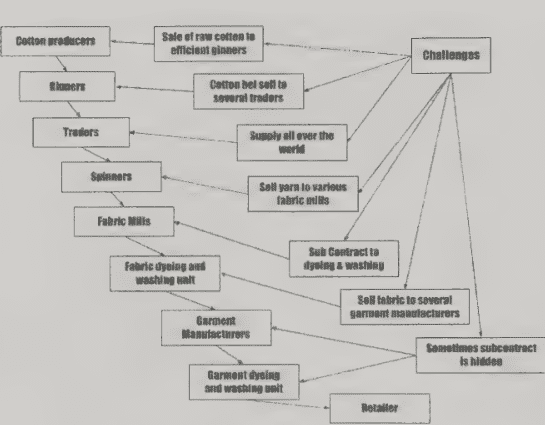 Cotton producers
Sale of raw cotton to
efficient ginners
Challenges
Ginners
Cotton bel sell to
several traders
Traders
Supply all over the
world
Spinners
Sell yarn to various
fabric mills
Fabric Mills
Sub Contract to
dyeing & washing
Fabric dyeing and
washing unit
Sell fabric to several
garment manufacturers
Garment
Manufacturers
Sometimes subcontract
is hidden
Garment dyeing
and washing unit
Retailer